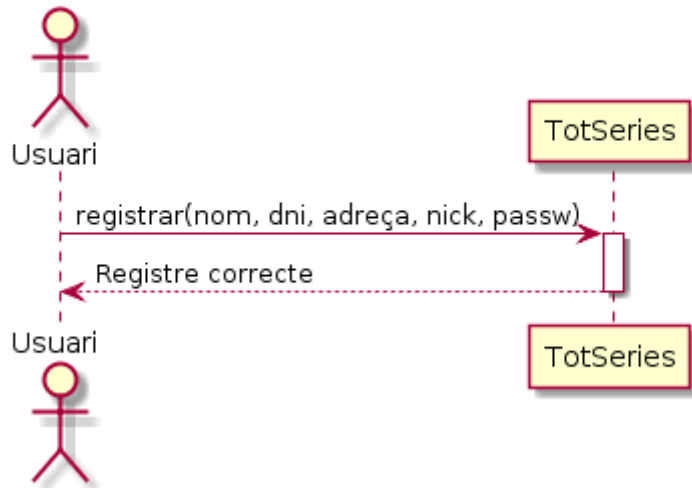 Usuari
TotSeries
registrar(nom, dni, adreça, nick, passw)
Registre correcte
Usuari
TotSeries